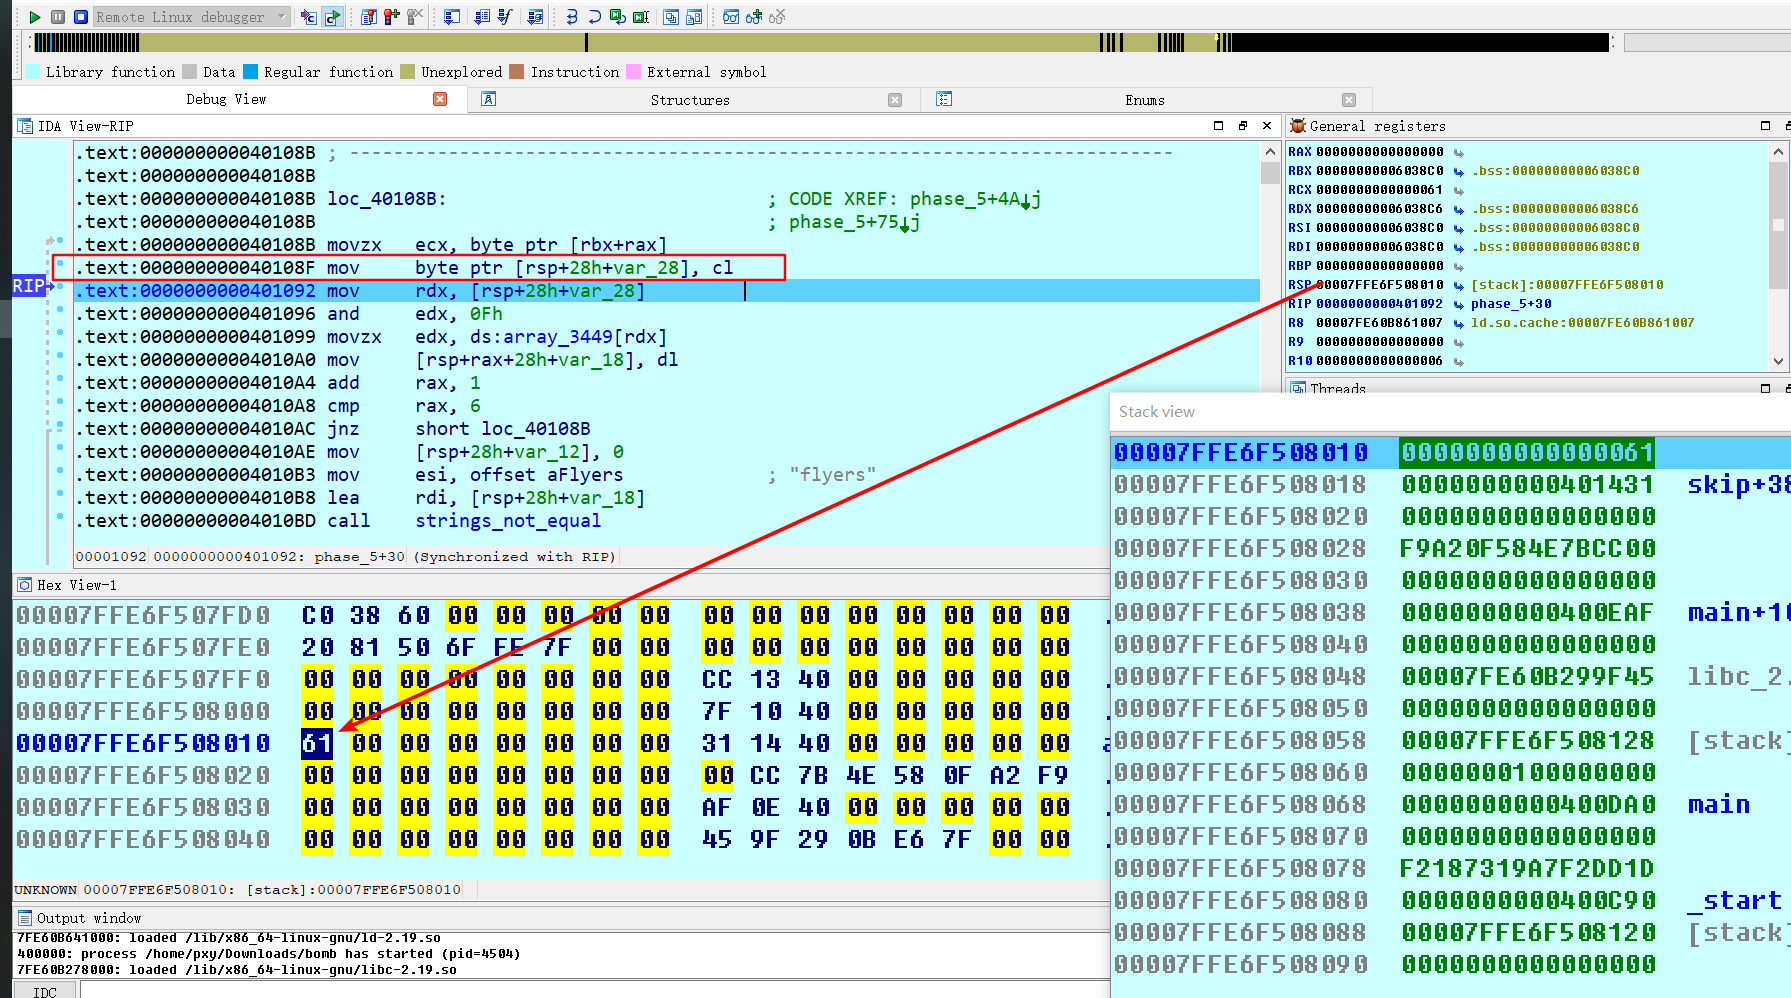 Remote Linux debugger
Library function Data Regular function Unexplored Instruction External symbol
Debug View Structures Enums
IDA View-RIP
.text:000000000040108B ; ---------------------------------------------------------------------------
.text:000000000040108B
.text:000000000040108B loc_40108B: ; CODE XREF: phase_5+4A↓j
.text:000000000040108B ; phase_5+75↓j
.text:000000000040108B movzx ecx, byte ptr [rbx+rax]
.text:000000000040108F mov byte ptr [rsp+28h+var_28], cl
RIP .text:0000000000401092 mov rdx, [rsp+28h+var_28]
.text:0000000000401096 and edx, 0Fh
.text:0000000000401099 movzx edx, ds:array_3449[rdx]
.text:00000000004010A0 mov [rsp+rax+28h+var_18], dl
.text:00000000004010A4 add rax, 1
.text:00000000004010A8 cmp rax, 6
.text:00000000004010AC jnz short loc_40108B
.text:00000000004010AE mov [rsp+28h+var_12], 0
.text:00000000004010B3 mov esi, offset aFlyers ; "flyers"
.text:00000000004010B8 lea rdi, [rsp+28h+var_18]
.text:00000000004010BD call strings_not_equal
00001092 0000000000401092: phase_5+30 (Synchronized with RIP)
General registers
RAX 0000000000000000
RBX 00000000006038C0 .bss:00000000006038C0
RCX 0000000000000061
RDX 00000000006038C6 .bss:00000000006038C6
RSI 00000000006038C0 .bss:00000000006038C0
RDI 00000000006038C0 .bss:00000000006038C0
RBP 0000000000000000
RSP 00007FFE6F508010 [stack]:00007FFE6F508010
RIP 0000000000401092 phase_5+30
R8 00007FE60B861007 ld.so.cache:00007FE60B861007
R9 0000000000000000
R10 0000000000000006
Threads
Stack view
00007FFE6F508010 0000000000000061
00007FFE6F508018 0000000000401431 skip+38
00007FFE6F508020 0000000000000000
00007FFE6F508028 F9A20F584E7BCC00
00007FFE6F508030 0000000000000000
00007FFE6F508038 0000000000400EAF main+10
00007FFE6F508040 0000000000000000
00007FFE6F508048 00007FE60B299F45 libc_2.
00007FFE6F508050 0000000000000000
00007FFE6F508058 00007FFE6F508128 [stack]
00007FFE6F508060 0000000100000000
00007FFE6F508068 0000000000400DA0 main
00007FFE6F508070 0000000000000000
00007FFE6F508078 F2187319A7F2DD1D
00007FFE6F508080 0000000000400C90 _start
00007FFE6F508088 00007FFE6F508120 [stack]
00007FFE6F508090 0000000000000000
Hex View-1
00007FFE6F507FD0 C0 38 60 00 00 00 00 00 00 00 00 00 00 00 00 00 .
00007FFE6F507FE0 20 81 50 6F FE 7F 00 00 00 00 00 00 00 00 00 00
00007FFE6F507FF0 00 00 00 00 00 00 00 00 CC 13 40 00 00 00 00 00 .
00007FFE6F508000 00 00 00 00 00 00 00 00 7F 10 40 00 00 00 00 00 .
00007FFE6F508010 61 00 00 00 00 00 00 00 31 14 40 00 00 00 00 00 a
00007FFE6F508020 00 00 00 00 00 00 00 00 00 CC 7B 4E 58 0F A2 F9 .
00007FFE6F508030 00 00 00 00 00 00 00 00 AF 0E 40 00 00 00 00 00 .
00007FFE6F508040 00 00 00 00 00 00 00 00 45 9F 29 0B E6 7F 00 00 .
UNKNOWN 00007FFE6F508010: [stack]:00007FFE6F508010
Output window
7FE60B641000: loaded /lib/x86_64-linux-gnu/ld-2.19.so
400000: process /home/pxy/Downloads/bomb has started (pid=4504)
7FE60B278000: loaded /lib/x86_64-linux-gnu/libc-2.19.so
IDC